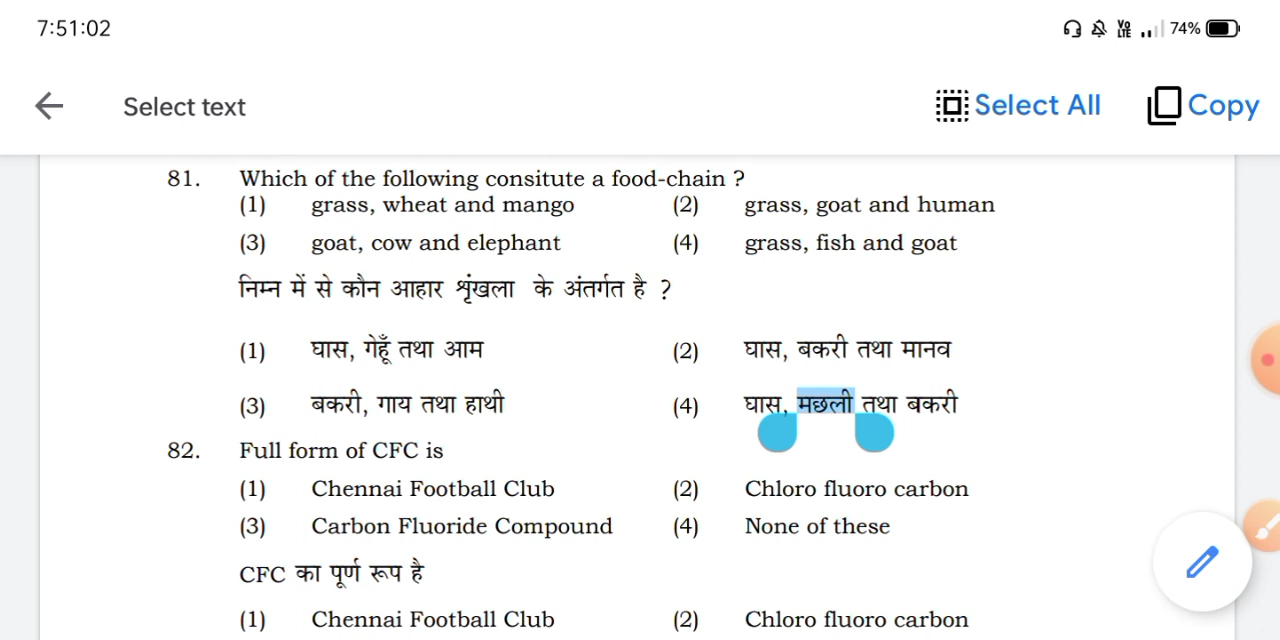 7:51:02 VO LTE 74%
Select text Select All Copy
81. Which of the following consitute a food-chain ?
(1) grass, wheat and mango (2) grass, goat and human
(3) goat, cow and elephant (4) grass, fish and goat
निम्न में से कौन आहार शृंखला के अंतर्गत है ?
(1) घास, गेहूँ तथा आम (2) घास, बकरी तथा मानव
(3) बकरी, गाय तथा हाथी (4) घास, मछली तथा बकरी
82. Full form of CFC is
(1) Chennai Football Club (2) Chloro fluoro carbon
(3) Carbon Fluoride Compound (4) None of these
CFC का पूर्ण रूप है
(1) Chennai Football Club (2) Chloro fluoro carbon